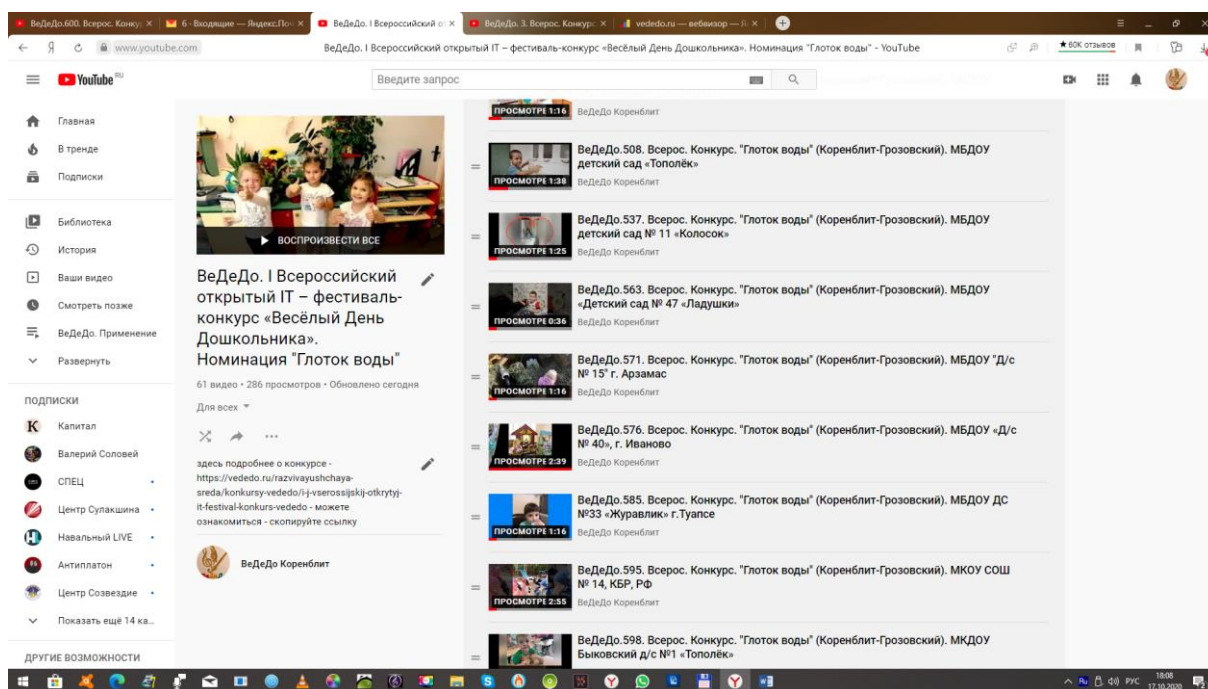 ВеДеДо.600. Всерос. Конку
6 · Входящие — Яндекс.По
ВеДеДо. I Всероссийский о
ВеДеДо. 3. Всерос. Конкур
vededo.ru — вебвизор —
www.youtube.com
ВеДеДо. I Всероссийский открытый IT – фестиваль-конкурс «Весёлый День Дошкольника». Номинация "Глоток воды" - YouTube
★ 60K отзывов
YouTube RU
Введите запрос
Главная
В тренде
Подписки
Библиотека
История
Ваши видео
Смотреть позже
ВеДеДо. Применение
Развернуть
ПОДПИСКИ
Капитал
Валерий Соловей
СПЕЦ
Центр Сулакшина
Навальный LIVE
Антиплатон
Центр Созвездие
Показать ещё 14 ка...
ДРУГИЕ ВОЗМОЖНОСТИ
ВОСПРОИЗВЕСТИ ВСЕ
ВеДеДо. I Всероссийский
открытый IT – фестиваль-
конкурс «Весёлый День
Дошкольника».
Номинация "Глоток воды"
61 видео • 286 просмотров • Обновлено сегодня
Для всех
здесь подробнее о конкурсе -
https://vededo.ru/razvivayushchaya-
sreda/konkursy-vededo/i-j-vserossijskij-otkrytyj-
it-festival-konkurs-vededo - можете
ознакомиться - скопируйте ссылку
ВеДеДо Коренблит
ПРОСМОТРЕ 1:16
ВеДеДо Коренблит
ВеДеДо.508. Всерос. Конкурс. "Глоток воды" (Коренблит-Грозовский). МБДОУ
детский сад «Тополёк»
ПРОСМОТРЕ 1:38
ВеДеДо Коренблит
ВеДеДо.537. Всерос. Конкурс. "Глоток воды" (Коренблит-Грозовский). МБДОУ
детский сад № 11 «Колосок»
ПРОСМОТРЕ 1:25
ВеДеДо Коренблит
ВеДеДо.563. Всерос. Конкурс. "Глоток воды" (Коренблит-Грозовский). МБДОУ
«Детский сад № 47 «Ладушки»
ПРОСМОТРЕ 0:36
ВеДеДо Коренблит
ВеДеДо.571. Всерос. Конкурс. "Глоток воды" (Коренблит-Грозовский). МБДОУ "Д/с
№ 15" г. Арзамас
ПРОСМОТРЕ 1:16
ВеДеДо Коренблит
ВеДеДо.576. Всерос. Конкурс. "Глоток воды" (Коренблит-Грозовский). МБДОУ «Д/с
№ 40», г. Иваново
ПРОСМОТРЕ 2:39
ВеДеДо Коренблит
ВеДеДо.585. Всерос. Конкурс. "Глоток воды" (Коренблит-Грозовский). МБДОУ ДС
№33 «Журавлик» г.Туапсе
ПРОСМОТРЕ 1:16
ВеДеДо Коренблит
ВеДеДо.595. Всерос. Конкурс. "Глоток воды" (Коренблит-Грозовский). МКОУ СОШ
№ 14, КБР, РФ
ПРОСМОТРЕ 2:55
ВеДеДо Коренблит
ВеДеДо.598. Всерос. Конкурс. "Глоток воды" (Коренблит-Грозовский). МКДОУ
Быковский д/с №1 «Тополёк»
РУС
18:08
17.10.2020